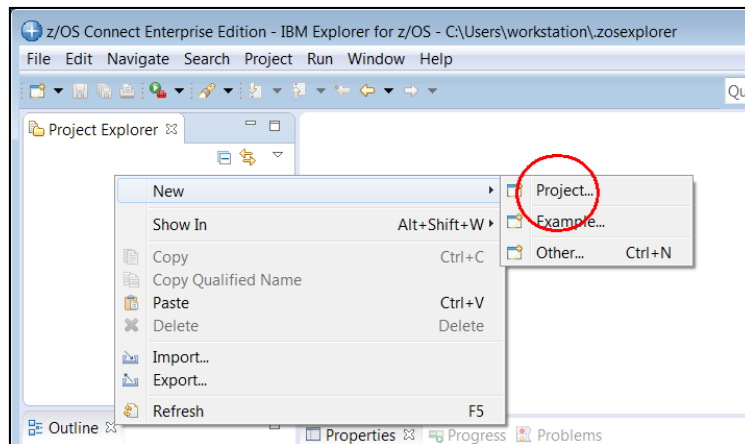 z/OS Connect Enterprise Edition - IBM Explorer for z/OS - C:\Users\workstation\.zosexplorer
File Edit Navigate Search Project Run Window Help
Qu
Project Explorer
New
Project...
Show In Alt+Shift+W
Example...
Copy Ctrl+C
Other... Ctrl+N
Copy Qualified Name
Paste Ctrl+V
Delete Delete
Import...
Export...
Refresh F5
Outline
Properties Progress Problems